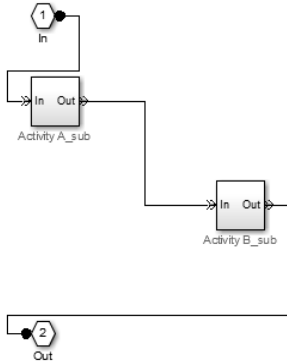 1
In
In Out
Activity A_sub
In Out
Activity B_sub
2
Out